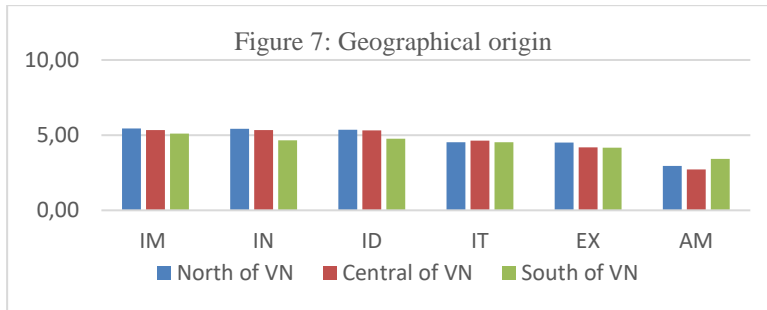 Figure 7: Geographical origin
10,00
5,00
0,00
IM IN ID IT EX AM
North of VN Central of VN South of VN